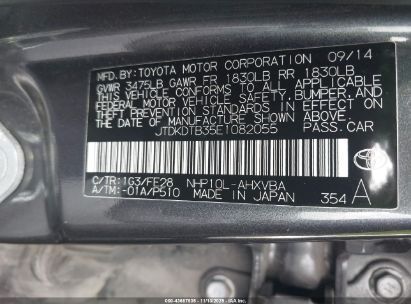 MFD.BY: TOYOTA MOTOR CORPORATION 09/14
GVWR 3475LB GAWR FR 1830LB RR 1830LB
THIS VEHICLE CONFORMS TO ALL APPLICABLE
FEDERAL MOTOR VEHICLE SAFETY, BUMPER, AND
THEFT PREVENTION STANDARDS IN EFFECT ON
THE DATE OF MANUFACTURE SHOWN ABOVE.
JTDKDTB35E1082055 PASS.CAR
C/TR:1G3/FE28 NHP10L-AHXVBA
A/TM:-01A/P510 MADE IN JAPAN 354 A
TOYOTA